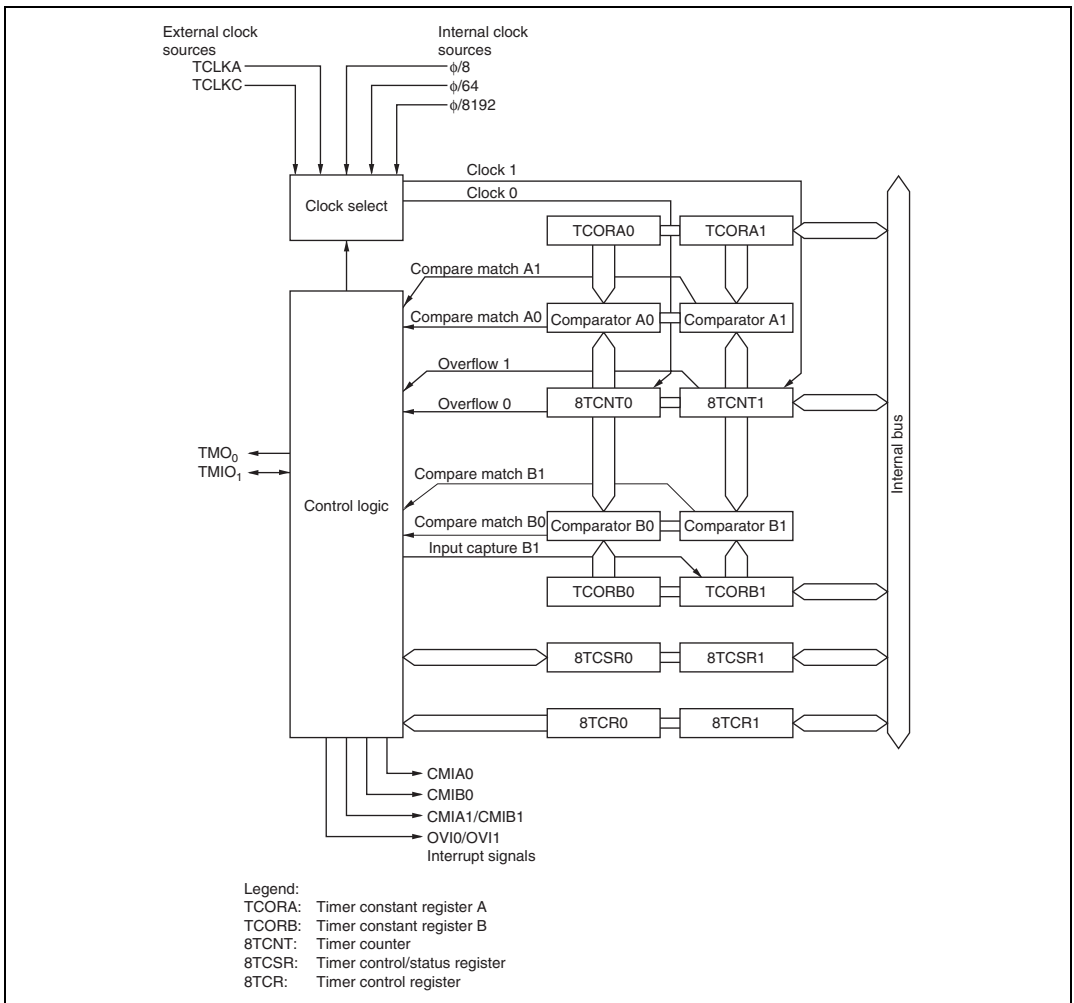 External clock
sources
TCLKA
TCLKC
Internal clock
sources
ϕ/8
ϕ/64
ϕ/8192
Clock select
Clock 1
Clock 0
TCORA0
TCORA1
Compare match A1
Compare match A0
Comparator A0
Comparator A1
Overflow 1
Overflow 0
8TCNT0
8TCNT1
TMO0
TMIO1
Control logic
Internal bus
Compare match B1
Compare match B0
Comparator B0
Comparator B1
Input capture B1
TCORB0
TCORB1
8TCSR0
8TCSR1
8TCR0
8TCR1
CMIA0
CMIB0
CMIA1/CMIB1
OVI0/OVI1
Interrupt signals
Legend:
TCORA: Timer constant register A
TCORB: Timer constant register B
8TCNT: Timer counter
8TCSR: Timer control/status register
8TCR: Timer control register